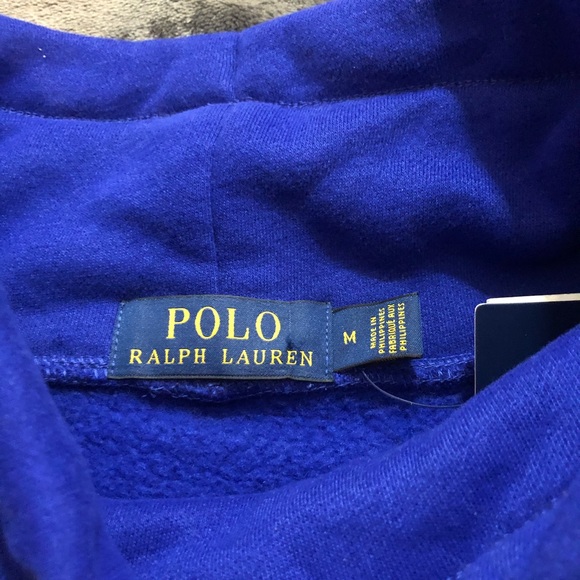 POLO
RALPH LAUREN
M
MADE IN
PHILIPPINES
FABRIQUÉ AUX
PHILIPPINES